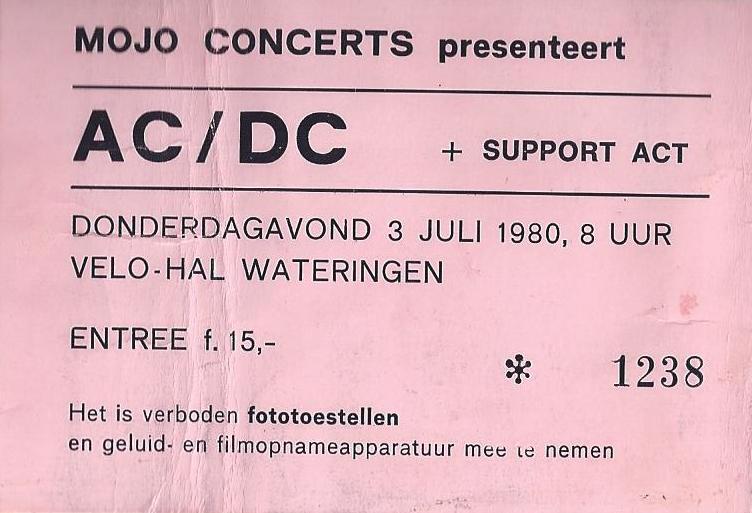 MOJO CONCERTS presenteert
AC/DC + SUPPORT ACT
DONDERDAGAVOND 3 JULI 1980, 8 UUR
VELO-HAL WATERINGEN
ENTREE f. 15,-
* 1238
Het is verboden fototoestellen
en geluid- en filmopnameapparatuur mee te nemen